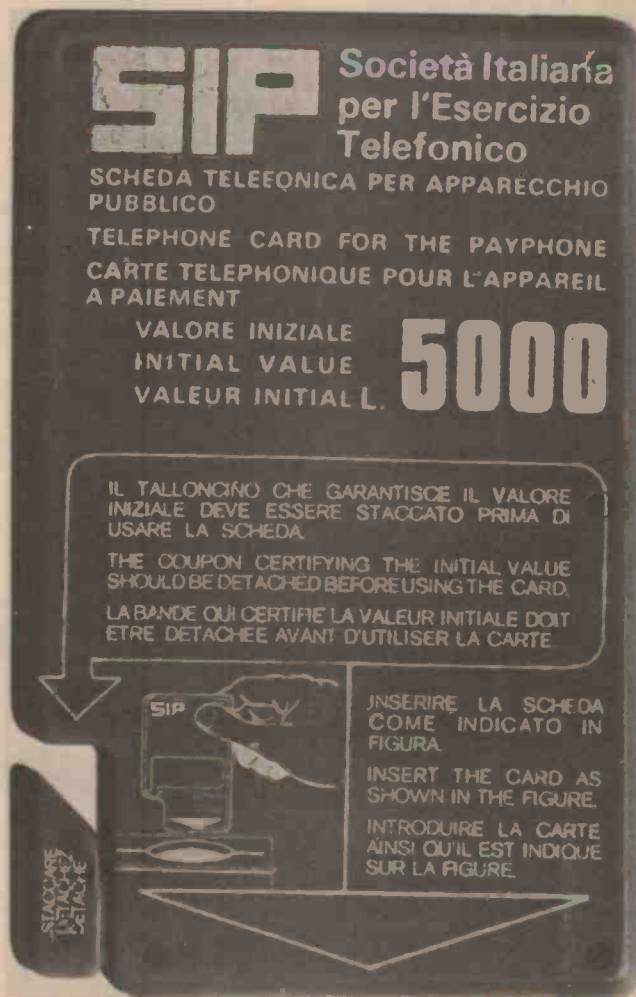 SIP
Società Italiana
per l'Esercizio
Telefonico
SCHEDA TELEFONICA PER APPARECCHIO
PUBBLICO
TELEPHONE CARD FOR THE PAYPHONE
CARTE TELEPHONIQUE POUR L'APPAREIL
A PAIEMENT
VALORE INIZIALE
INITIAL VALUE
VALEUR INITIAL L. 5000
IL TALLONCINO CHE GARANTISCE IL VALORE
INIZIALE DEVE ESSERE STACCATO PRIMA DI
USARE LA SCHEDA.
THE COUPON CERTIFYING THE INITIAL VALUE
SHOULD BE DETACHED BEFORE USING THE CARD.
LA BANDE QUI CERTIFIE LA VALEUR INITIALE DOIT
ETRE DETACHEE AVANT D'UTILISER LA CARTE
SIP
INSERIRE LA SCHEDA
COME INDICATO IN
FIGURA.
INSERT THE CARD AS
SHOWN IN THE FIGURE.
INTRODUIRE LA CARTE
AINSI QU'IL EST INDIQUE
SUR LA FIGURE.
STACCARE
DETACHEZ
DETACHE